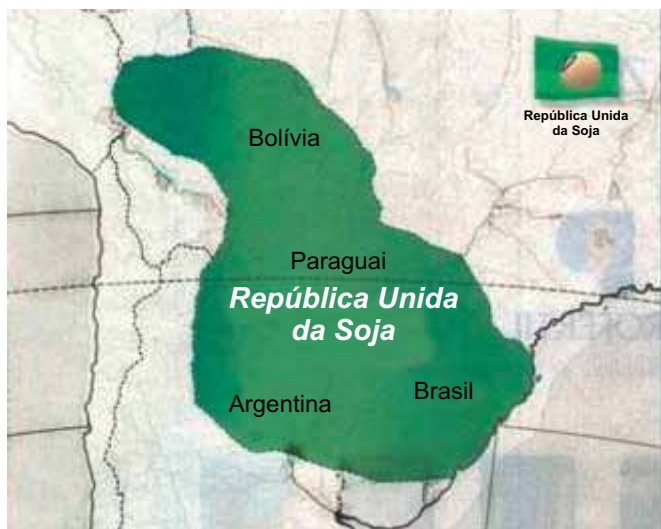 República Unida
da Soja
Bolívia
Paraguai
República Unida
da Soja
Argentina
Brasil